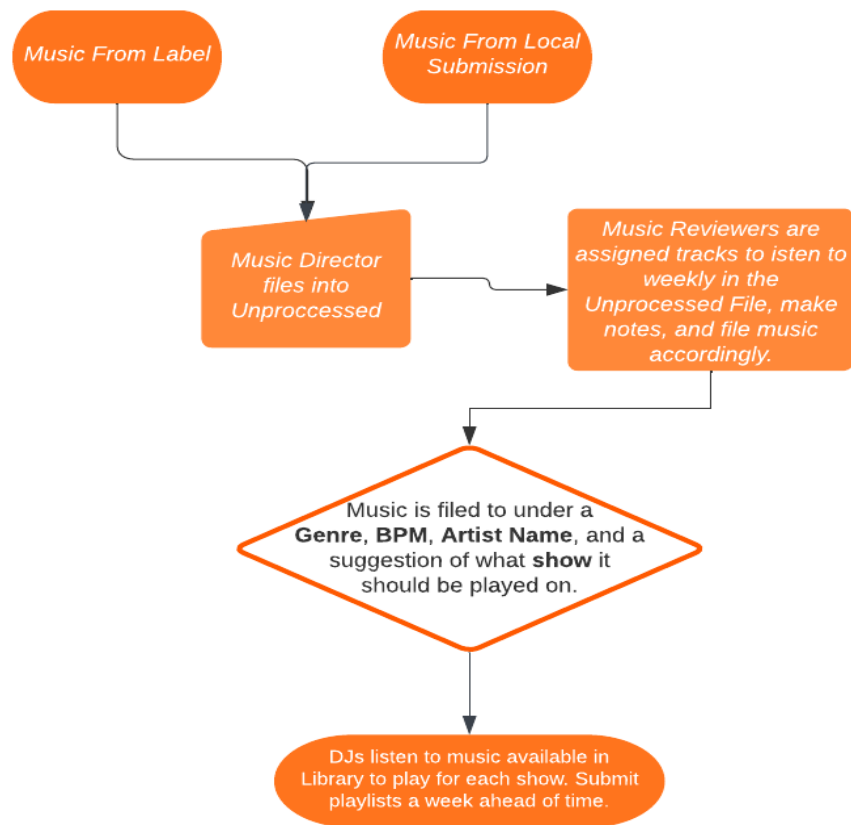 Music From Label
Music From Local
Submission
Music Director
files into
Unproccessed
Music Reviewers are
assigned tracks to isten to
weekly in the
Unprocessed File, make
notes, and file music
accordingly.
Music is filed to under a
Genre, BPM, Artist Name, and a
suggestion of what show it
should be played on.
DJs listen to music available in
Library to play for each show. Submit
playlists a week ahead of time.